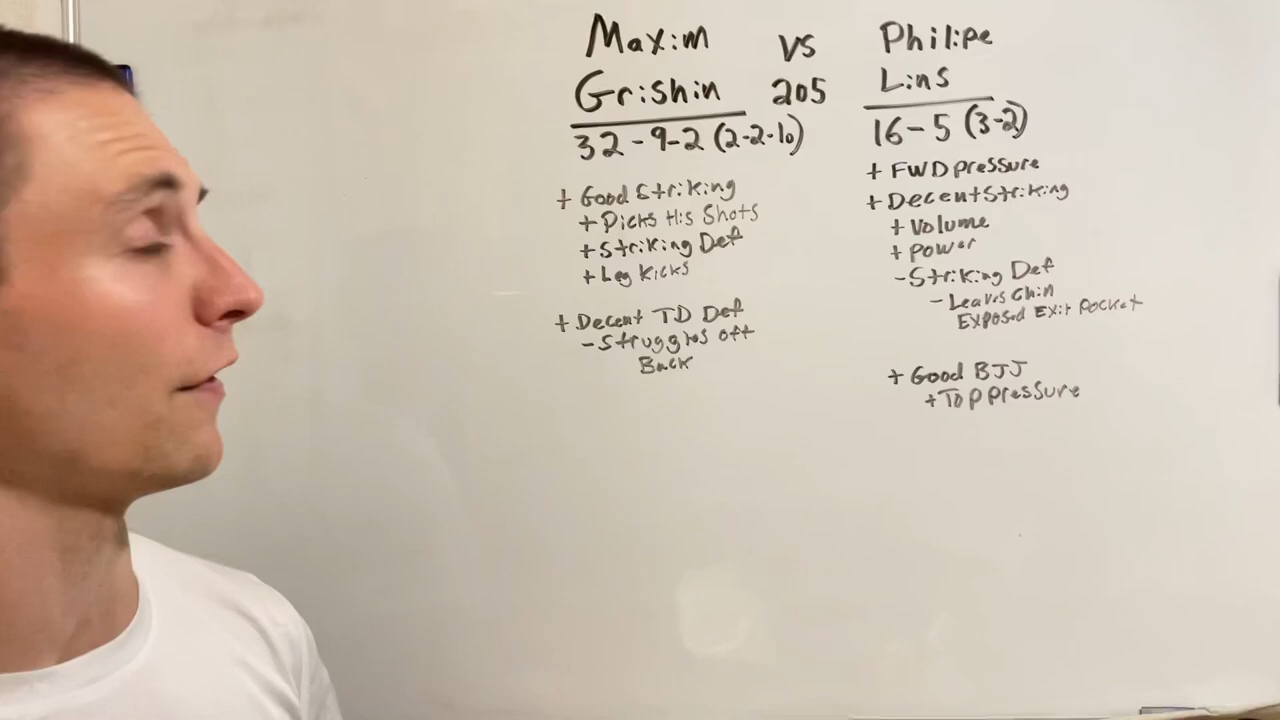 Maxim
Grishin
32-9-2 (2-2-10)
+ Good Striking
+ Picks His Shots
+ Striking Def
+ Leg Kicks
+ Decent TD Def
- Struggles off
Back
vs
205
Philipe
Lins
16-5 (3-2)
+ FWD pressure
+ Decent Striking
+ Volume
+ Power
- Striking Def
- Leaves Chin
Exposed Exit Pocket
+ Good BJJ
+ Top pressure